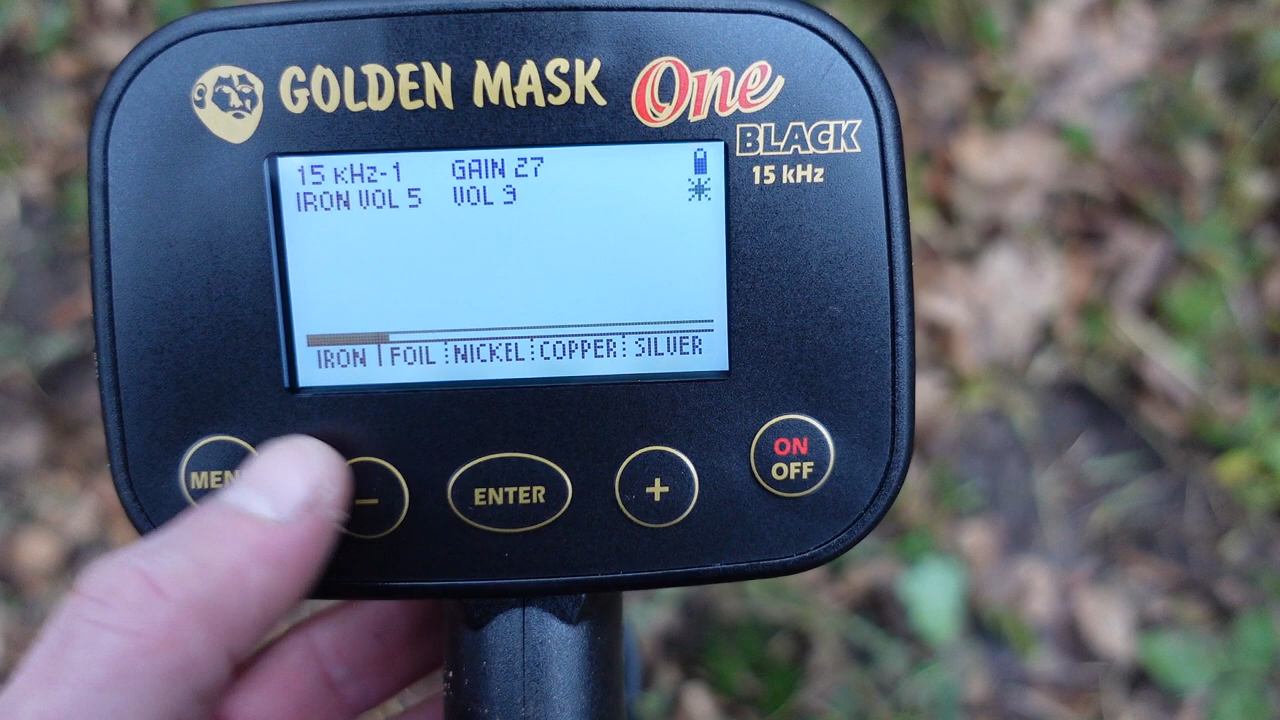 GOLDEN MASK One
BLACK
15 kHz
15 kHz-1 GAIN 27
IRON VOL 5 VOL 9
IRON FOIL NICKEL COPPER SILVER
MEN
− ENTER +
ON
OFF